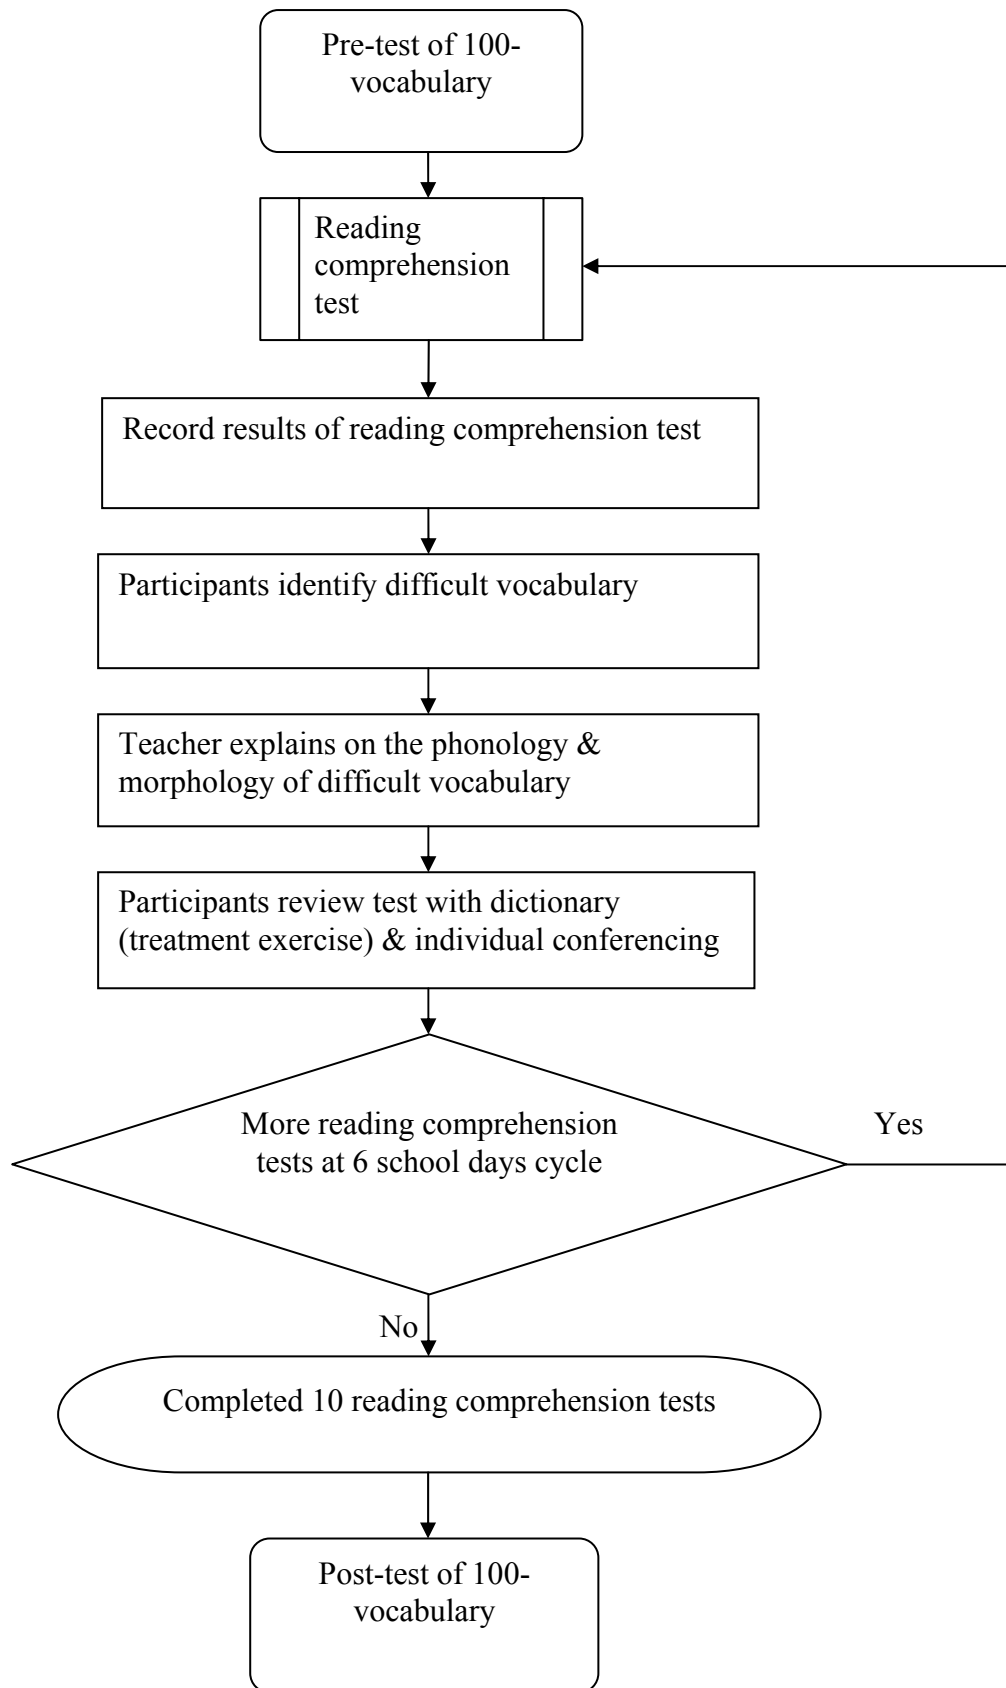 Pre-test of 100-
vocabulary
Reading
comprehension
test
Record results of reading comprehension test
Participants identify difficult vocabulary
Teacher explains on the phonology &
morphology of difficult vocabulary
Participants review test with dictionary
(treatment exercise) & individual conferencing
More reading comprehension
tests at 6 school days cycle
Yes
No
Completed 10 reading comprehension tests
Post-test of 100-
vocabulary